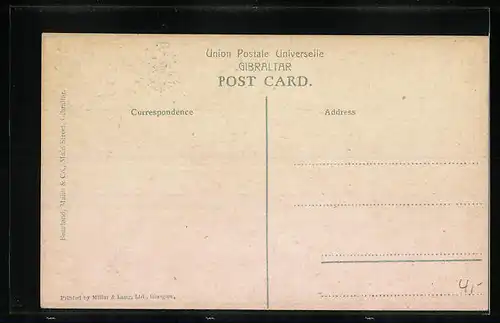 Union Postale Universelle
GIBRALTAR
POST CARD.
Correspondence
Address
Beanland, Malin & Co., Main Street, Gibraltar.
Printed by Millar & Lang, Ltd., Glasgow.
4,-